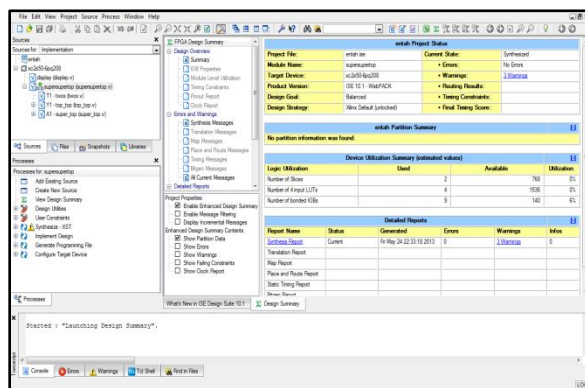 File Edit View Project Source Process Window Help
Sources
Sources for: Implementation
entah
xc2s50-6pq208
display (display.v)
supersupertop (supersupertop.v)
Y1 - top_top (top_top.v)
A1 - super_top (super_top.v)
Sources Files Snapshots Libraries
Processes
Processes for: supersupertop
Add Existing Source
Create New Source
View Design Summary
Design Utilities
User Constraints
Synthesize - XST
Implement Design
Generate Programming File
Configure Target Device
Processes
FPGA Design Summary
Design Overview
Summary
IOB Properties
Module Level Utilization
Timing Constraints
Pinout Report
Clock Report
Errors and Warnings
Synthesis Messages
Translation Messages
Map Messages
Place and Route Messages
Timing Messages
Bitgen Messages
All Current Messages
Detailed Reports
Project Properties
Enable Enhanced Design Summary
Enable Message Filtering
Display Incremental Messages
Enhanced Design Summary Contents
Show Partition Data
Show Errors
Show Warnings
Show Failing Constraints
Show Clock Report
What's New in ISE Design Suite 10.1 Design Summary
entah Project Status
Project File: entah.ise Current State: Synthesized
Module Name: supersupertop • Errors: No Errors
Target Device: xc2s50-6pq208 • Warnings: 3 Warnings
Product Version: ISE 10.1 - WebPACK • Routing Results:
Design Goal: Balanced • Timing Constraints:
Design Strategy: Xilinx Default (unlocked) • Final Timing Score:
entah Partition Summary
No partition information was found.
Device Utilization Summary (estimated values)
Logic Utilization Used Available Utilization
Number of Slices 2 768 0%
Number of 4 input LUTs 4 1536 0%
Number of bonded IOBs 9 140 6%
Detailed Reports
Report Name Status Generated Errors Warnings Infos
Synthesis Report Current Fri May 24 22:33:18 2013 0 3 Warnings 0
Translation Report
Map Report
Place and Route Report
Static Timing Report
Bitgen Report
Started : "Launching Design Summary".
Transcript
Console Errors Warnings Tcl Shell Find in Files